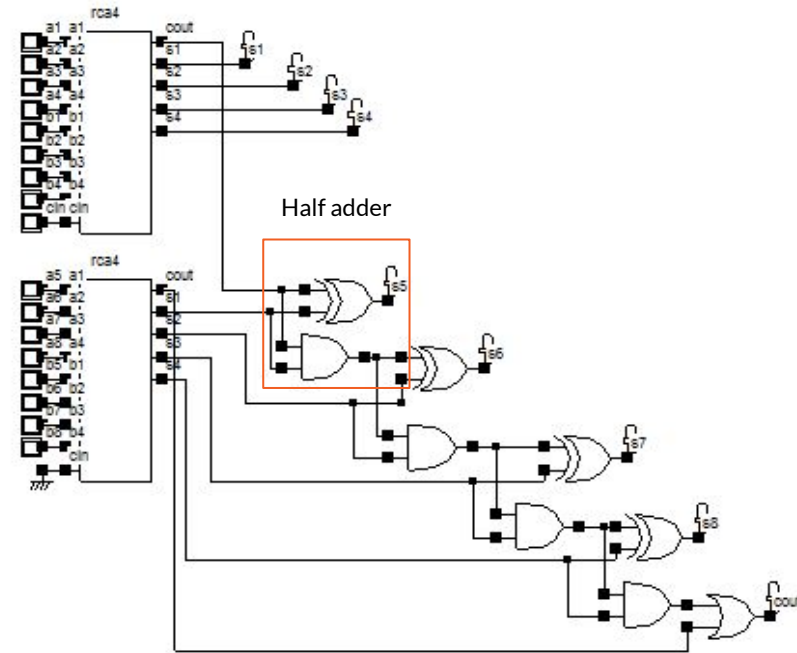 rca4
a1 a1 cout
a2 a2 s1 s1
a3 a3 s2 s2
a4 a4 s3 s3
b1 b1 s4 s4
b2 b2
b3 b3
b4 b4
cin cin
Half adder
rca4
a5 a1 cout
a6 a2 s1 s5
a7 a3 s2
a8 a4 s3
b5 b1 s4
b6 b2
b7 b3
b8 b4
cin
s6
s7
s8